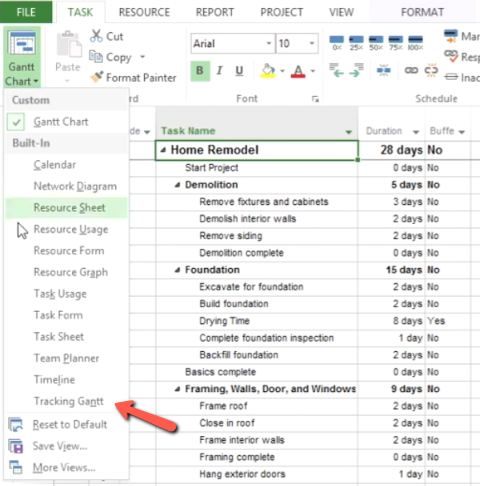 FILE TASK RESOURCE REPORT PROJECT VIEW FORMAT
Gantt Chart
Paste
Cut
Copy
Format Painter
Arial 10
B I U A
0% 25% 50% 75% 100%
Mar
Resp
Inac
rd Font Schedule
Custom
Gantt Chart
Built-In
Calendar
Network Diagram
Resource Sheet
Resource Usage
Resource Form
Resource Graph
Task Usage
Task Form
Task Sheet
Team Planner
Timeline
Tracking Gantt
Reset to Default
Save View...
More Views...
de Task Name Duration Buffe
Home Remodel 28 days No
Start Project 0 days No
Demolition 5 days No
Remove fixtures and cabinets 3 days No
Demolish interior walls 2 days No
Remove siding 2 days No
Demolition complete 0 days No
Foundation 15 days No
Excavate for foundation 2 days No
Build foundation 2 days No
Drying Time 8 days Yes
Complete foundation inspection 1 day No
Backfill foundation 2 days No
Basics complete 0 days No
Framing, Walls, Door, and Windows 9 days No
Frame roof 2 days No
Close in roof 2 days No
Frame interior walls 2 days No
Framing complete 0 days No
Hang exterior doors 1 day No